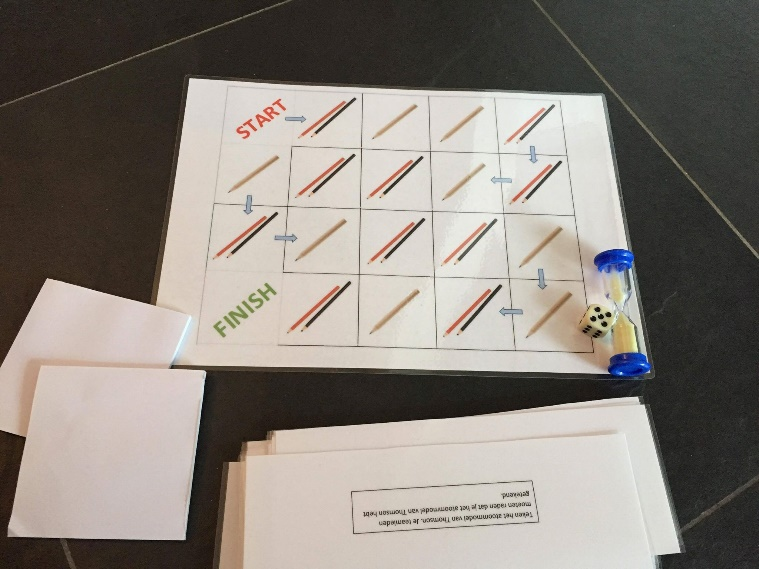 START
FINISH
Teken het atoommodel van Thomson. Je teamleden
moeten raden dat je het atoommodel van Thomson hebt
getekend.